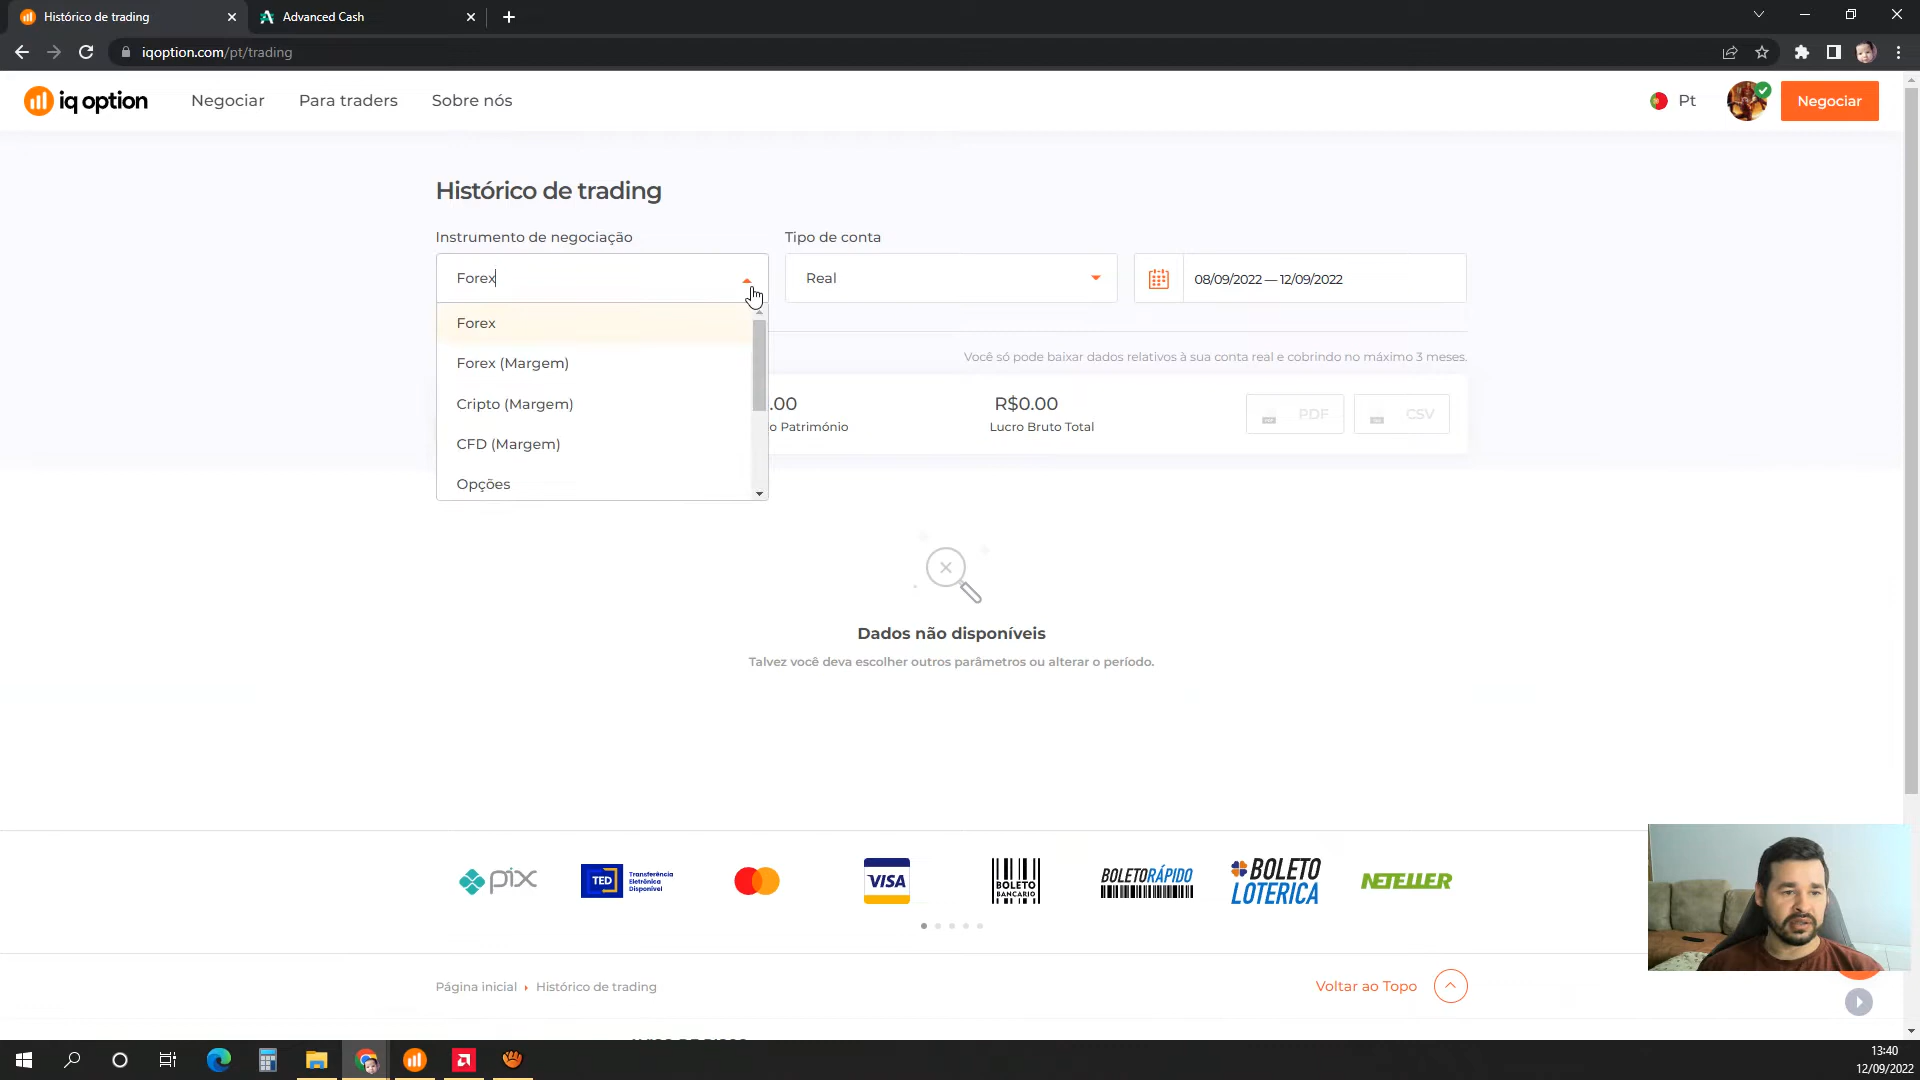 Histórico de trading
Advanced Cash
iqoption.com/pt/trading
iq option
Negociar
Para traders
Sobre nós
Pt
Negociar
Histórico de trading
Instrumento de negociação
Tipo de conta
Forex
Real
08/09/2022 — 12/09/2022
Forex
Forex (Margem)
Cripto (Margem)
CFD (Margem)
Opções
Você só pode baixar dados relativos à sua conta real e cobrindo no máximo 3 meses.
.00
o Património
R$0.00
Lucro Bruto Total
PDF
CSV
Dados não disponíveis
Talvez você deva escolher outros parâmetros ou alterar o período.
pix
TED
Transferência
Eletrônica
Disponível
VISA
BOLETO
BANCARIO
BOLETORÁPIDO
BOLETO
LOTERICA
NETELLER
Página inicial
Histórico de trading
Voltar ao Topo
13:40
12/09/2022